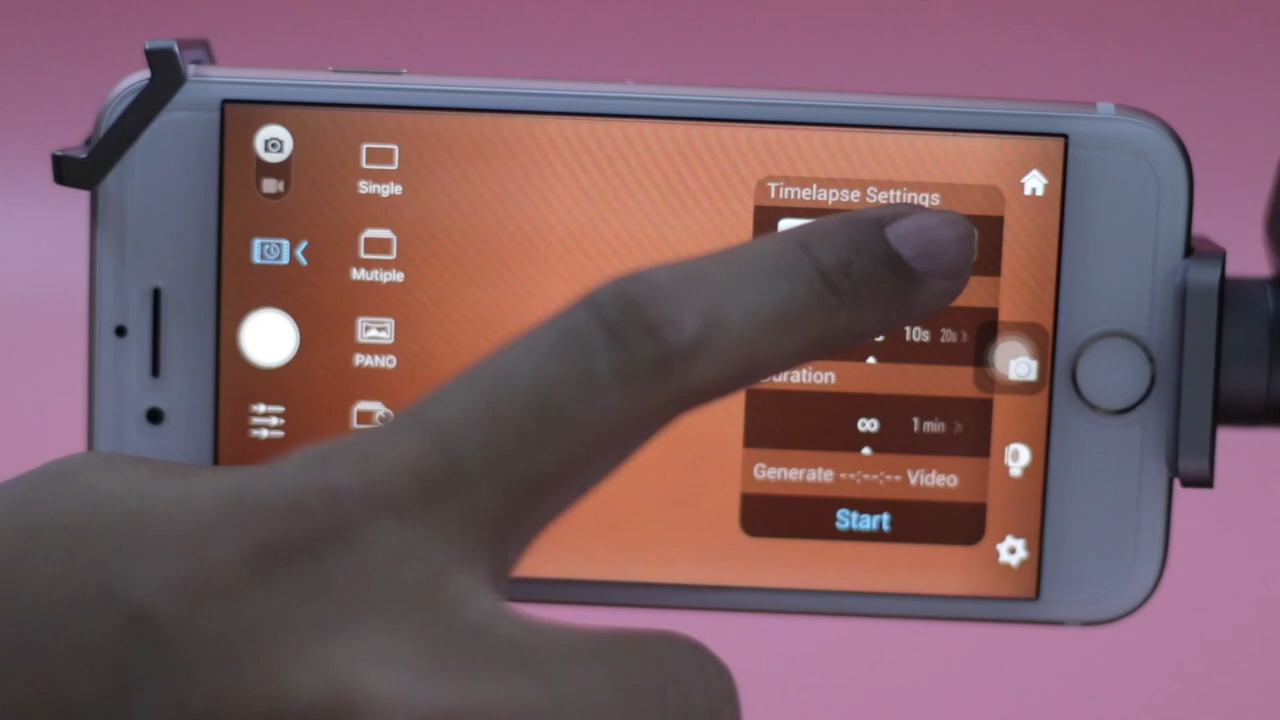 Single
Mutiple
PANO
Timelapse Settings
10s 20s
uration
∞ 1 min
Generate --:--:-- Video
Start